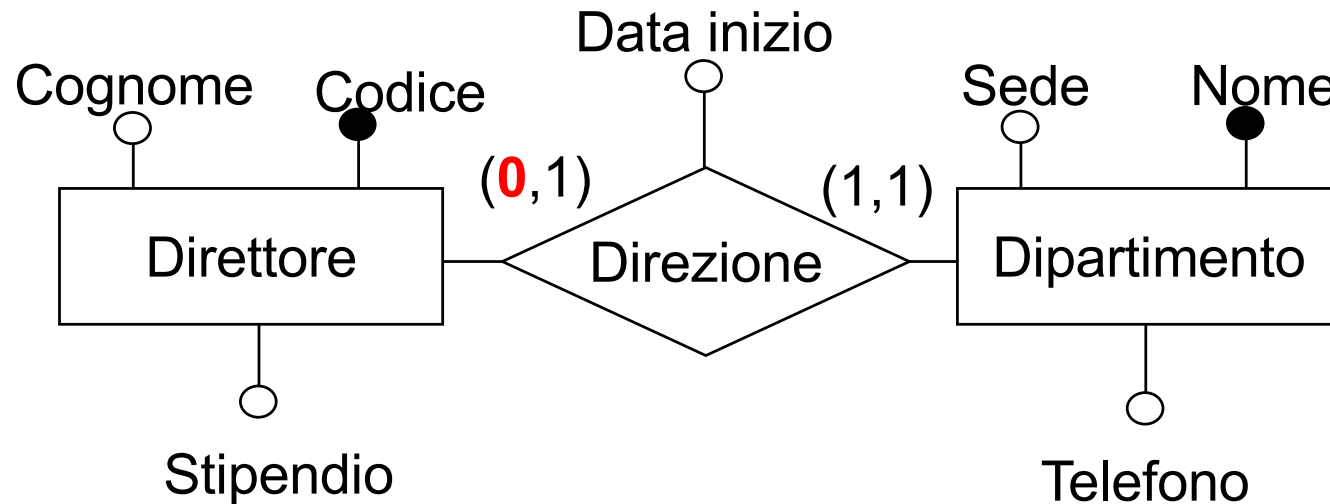 Data inizio
Cognome Codice Sede Nome
(0,1) (1,1)
Direttore Direzione Dipartimento
Stipendio Telefono